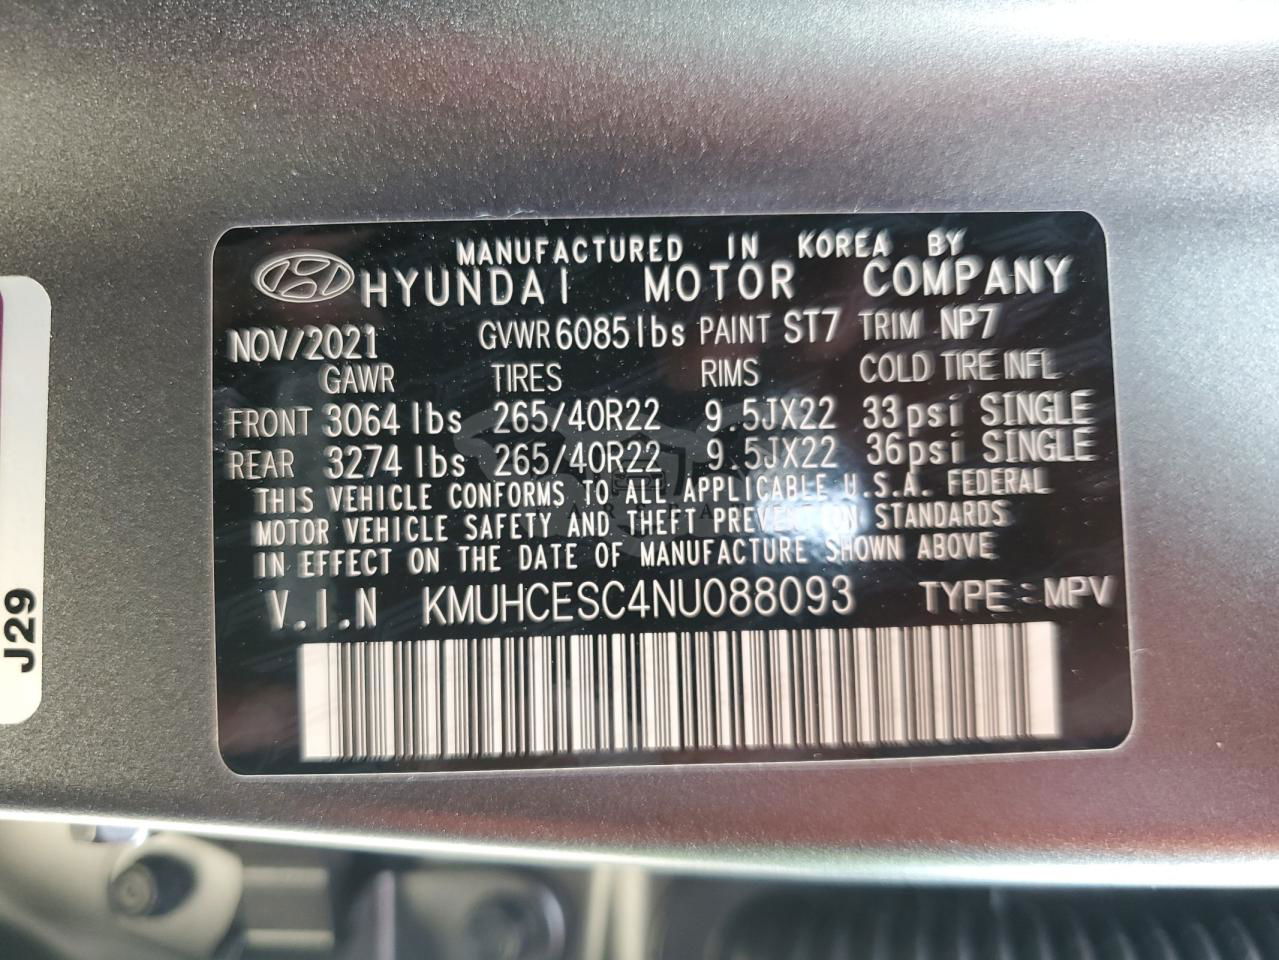 MANUFACTURED IN KOREA BY
HYUNDAI MOTOR COMPANY
NOV/2021 GVWR 6085 lbs PAINT ST7 TRIM NP7
GAWR TIRES RIMS COLD TIRE INFL
FRONT 3064 lbs 265/40R22 9.5JX22 33psi SINGLE
REAR 3274 lbs 265/40R22 9.5JX22 36psi SINGLE
THIS VEHICLE CONFORMS TO ALL APPLICABLE U.S.A. FEDERAL
MOTOR VEHICLE SAFETY AND THEFT PREVENTION STANDARDS
IN EFFECT ON THE DATE OF MANUFACTURE SHOWN ABOVE
V.I.N KMUHCESC4NU088093 TYPE : MPV
J29